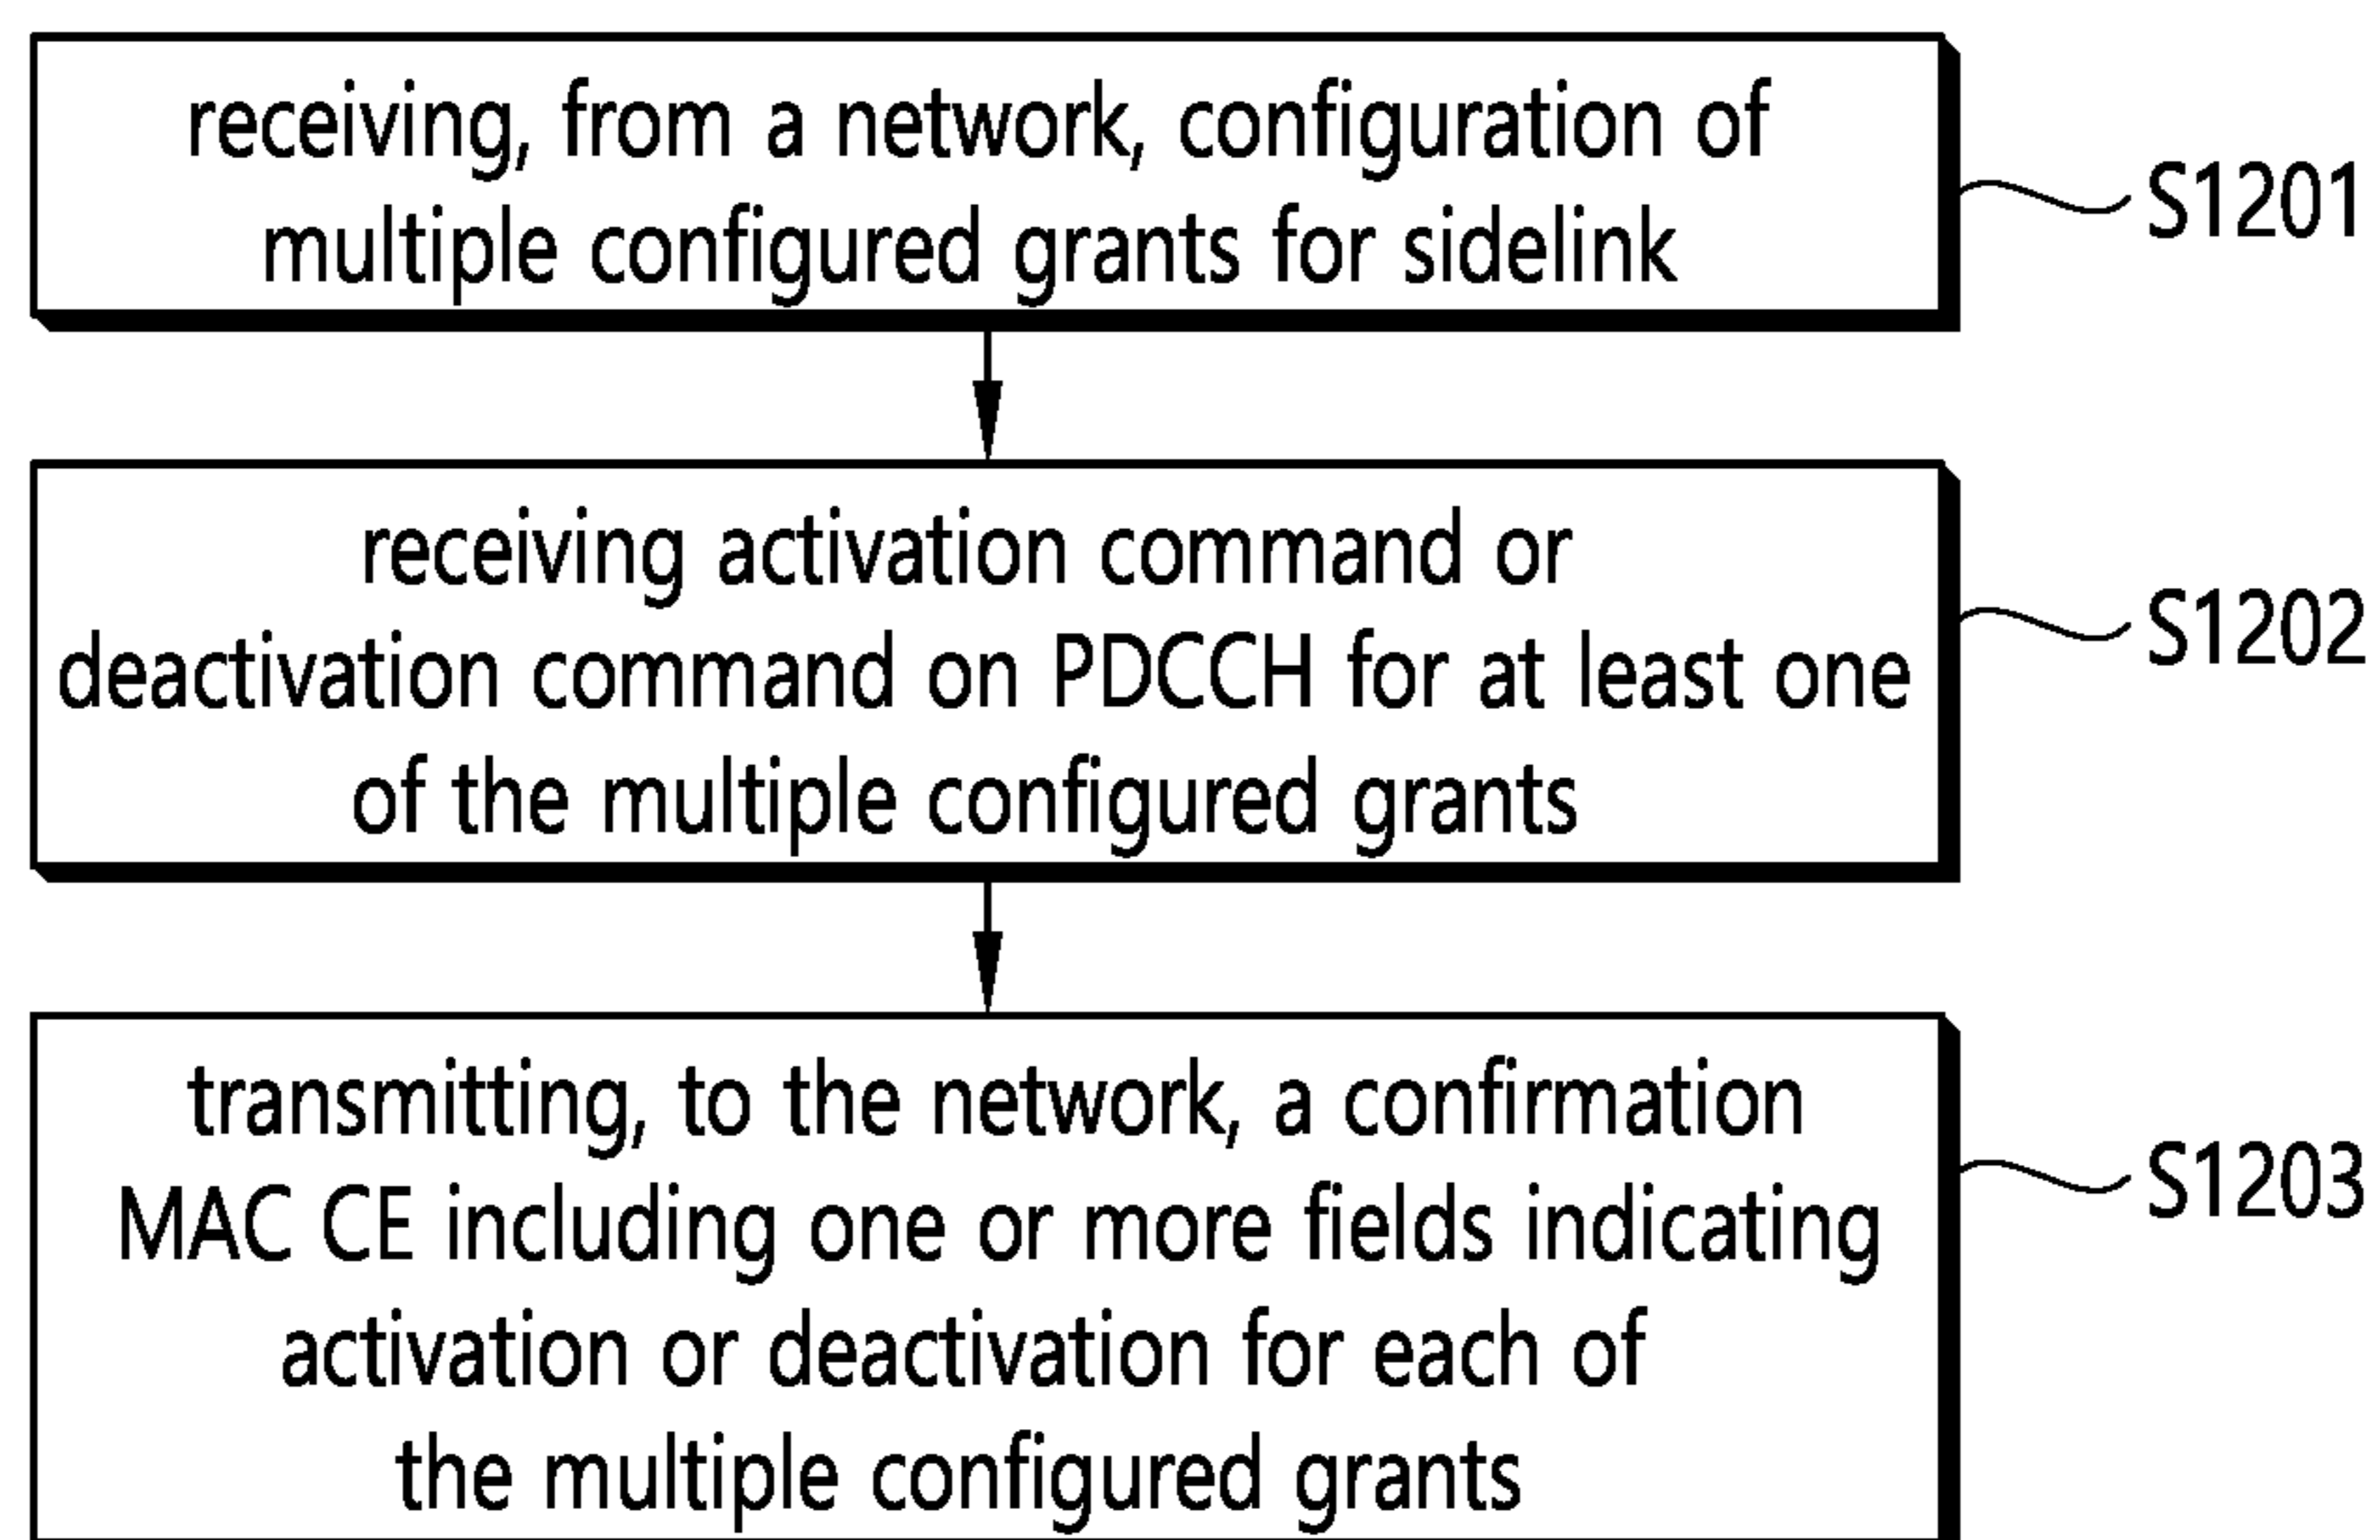 receiving, from a network, configuration of
multiple configured grants for sidelink
S1201
receiving activation command or
deactivation command on PDCCH for at least one
of the multiple configured grants
S1202
transmitting, to the network, a confirmation
MAC CE including one or more fields indicating
activation or deactivation for each of
the multiple configured grants
S1203